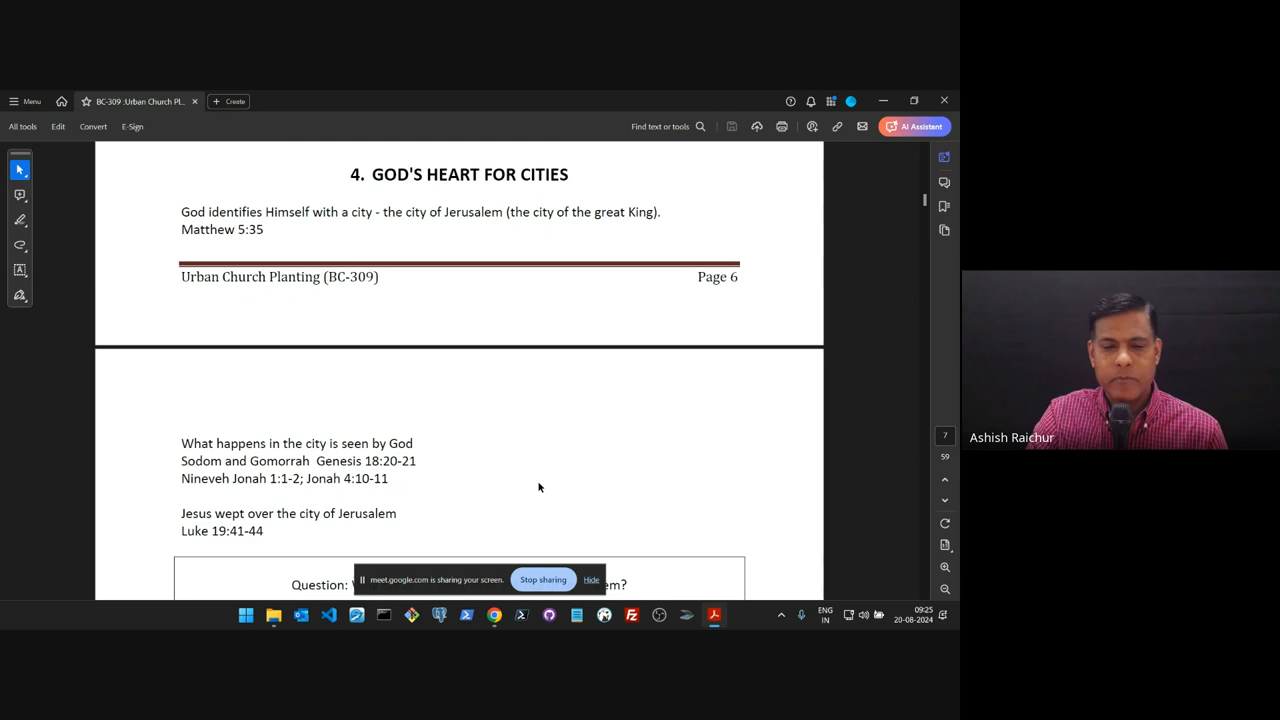 Menu
BC-309 :Urban Church Pl...
Create
All tools Edit Convert E-Sign
Find text or tools
AI Assistant
4. GOD'S HEART FOR CITIES
God identifies Himself with a city - the city of Jerusalem (the city of the great King).
Matthew 5:35
Urban Church Planting (BC-309) Page 6
What happens in the city is seen by God
Sodom and Gomorrah Genesis 18:20-21
Nineveh Jonah 1:1-2; Jonah 4:10-11
Jesus wept over the city of Jerusalem
Luke 19:41-44
Question:
em?
meet.google.com is sharing your screen. Stop sharing Hide
7
59
Ashish Raichur
ENG
IN
09:25
20-08-2024